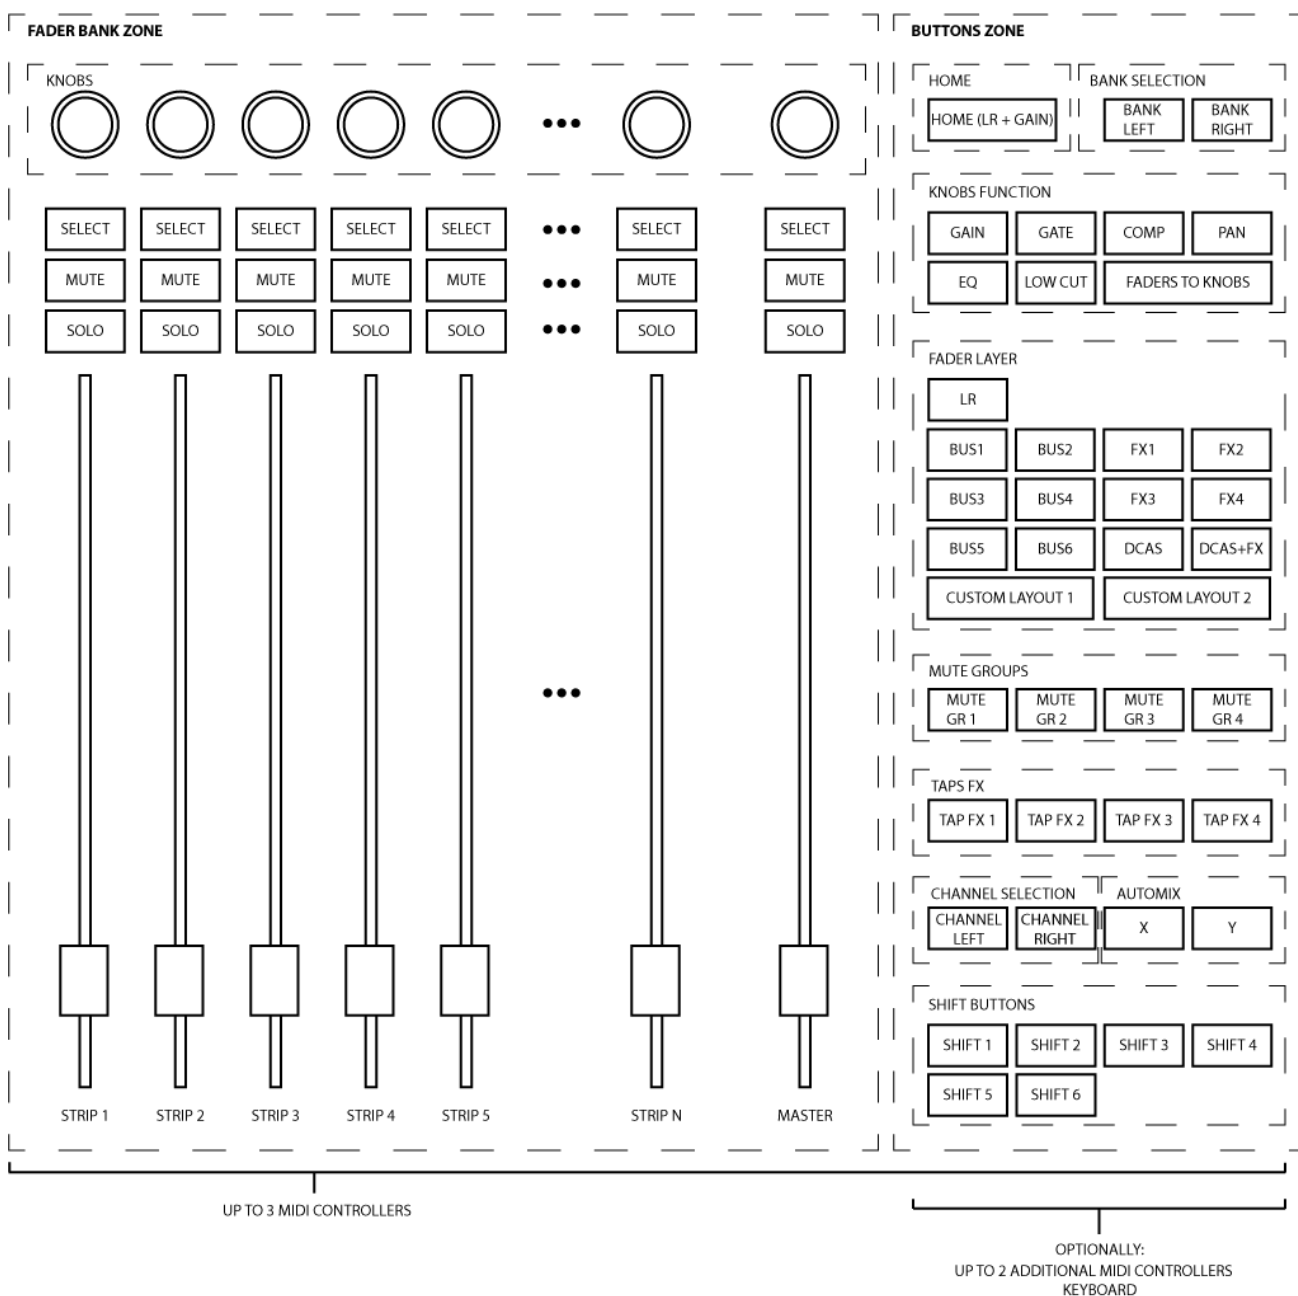 FADER BANK ZONE
KNOBS
SELECT SELECT SELECT SELECT SELECT SELECT SELECT
MUTE MUTE MUTE MUTE MUTE MUTE MUTE
SOLO SOLO SOLO SOLO SOLO SOLO SOLO
STRIP 1 STRIP 2 STRIP 3 STRIP 4 STRIP 5 STRIP N MASTER
UP TO 3 MIDI CONTROLLERS
BUTTONS ZONE
HOME
HOME (LR + GAIN)
BANK SELECTION
BANK LEFT
BANK RIGHT
KNOBS FUNCTION
GAIN GATE COMP PAN
EQ LOW CUT FADERS TO KNOBS
FADER LAYER
LR
BUS1 BUS2 FX1 FX2
BUS3 BUS4 FX3 FX4
BUS5 BUS6 DCAS DCAS+FX
CUSTOM LAYOUT 1 CUSTOM LAYOUT 2
MUTE GROUPS
MUTE MUTE MUTE MUTE
GR 1 GR 2 GR 3 GR 4
TAPS FX
TAP FX 1 TAP FX 2 TAP FX 3 TAP FX 4
CHANNEL SELECTION
CHANNEL CHANNEL
LEFT RIGHT
AUTOMIX
X Y
SHIFT BUTTONS
SHIFT 1 SHIFT 2 SHIFT 3 SHIFT 4
SHIFT 5 SHIFT 6
OPTIONALLY:
UP TO 2 ADDITIONAL MIDI CONTROLLERS
KEYBOARD